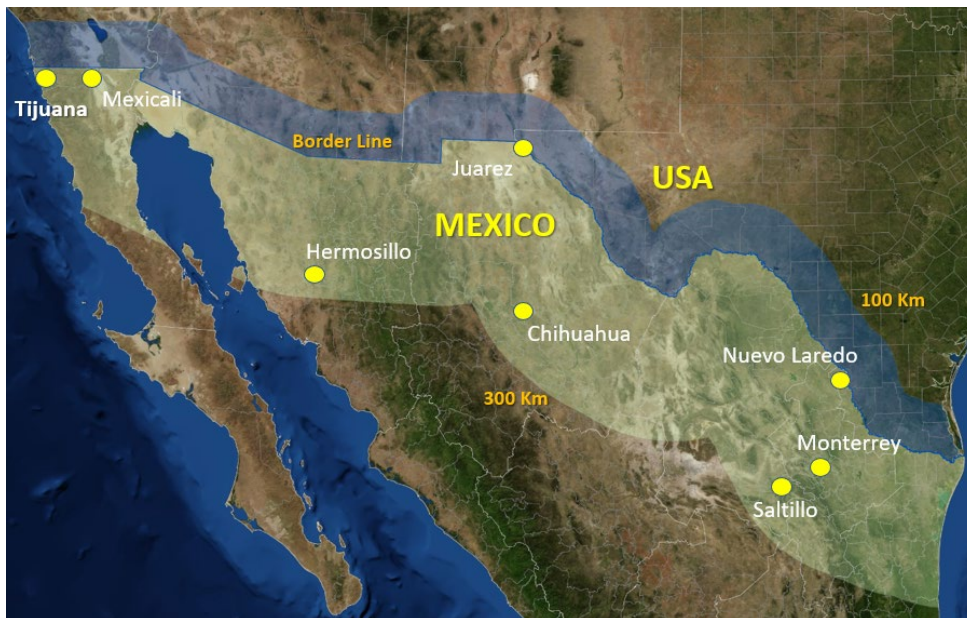 Tijuana
Mexicali
Border Line
Juarez
USA
MEXICO
Hermosillo
100 Km
Chihuahua
Nuevo Laredo
300 Km
Monterrey
Saltillo